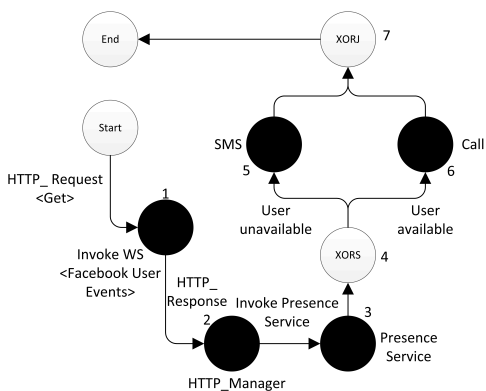 End
XORJ
7
Start
SMS
5
Call
6
HTTP_ Request
<Get>
1
User
unavailable
User
available
Invoke WS
<Facebook User
Events>
XORS
4
HTTP_
Response
2
Invoke Presence
Service
3
Presence
Service
HTTP_Manager